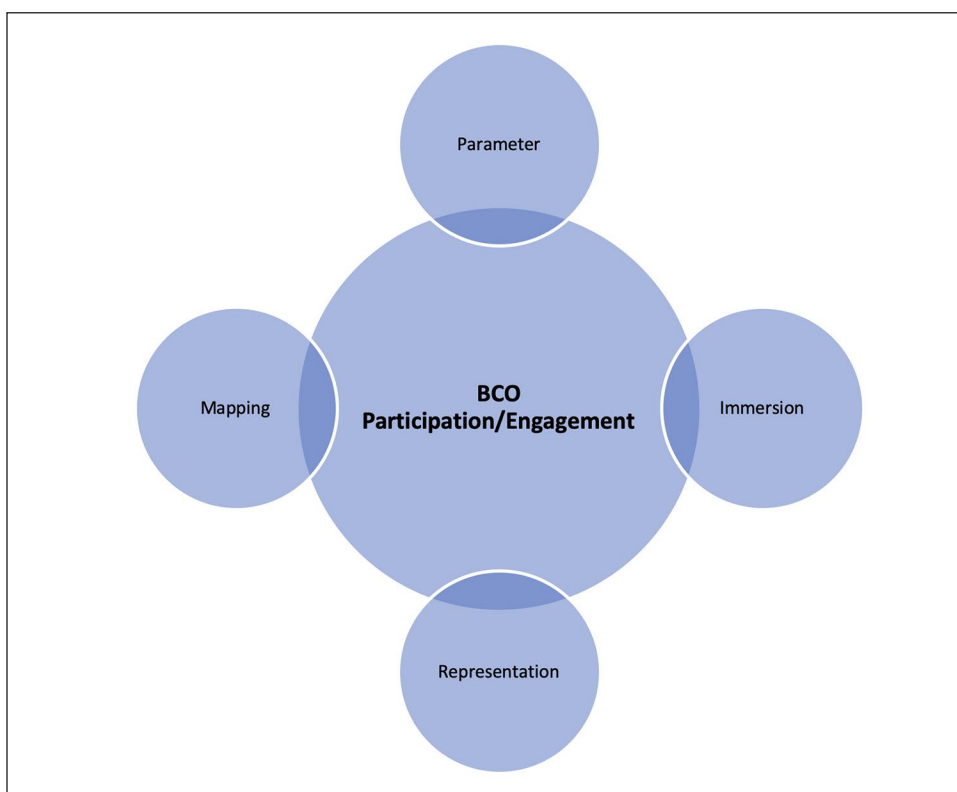 Parameter
Mapping
BCO
Participation/Engagement
Immersion
Representation